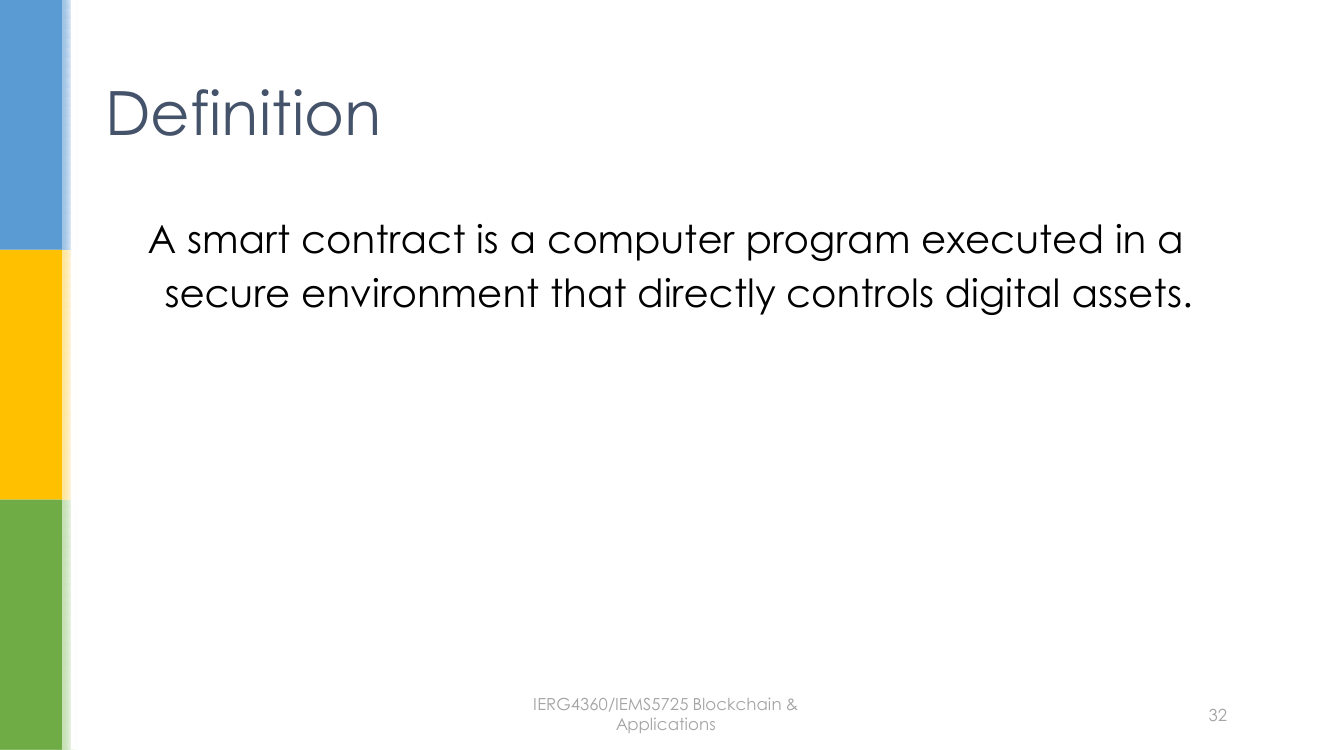 Definition
A smart contract is a computer program executed in a
secure environment that directly controls digital assets.
IERG4360/IEMS5725 Blockchain &
Applications
32